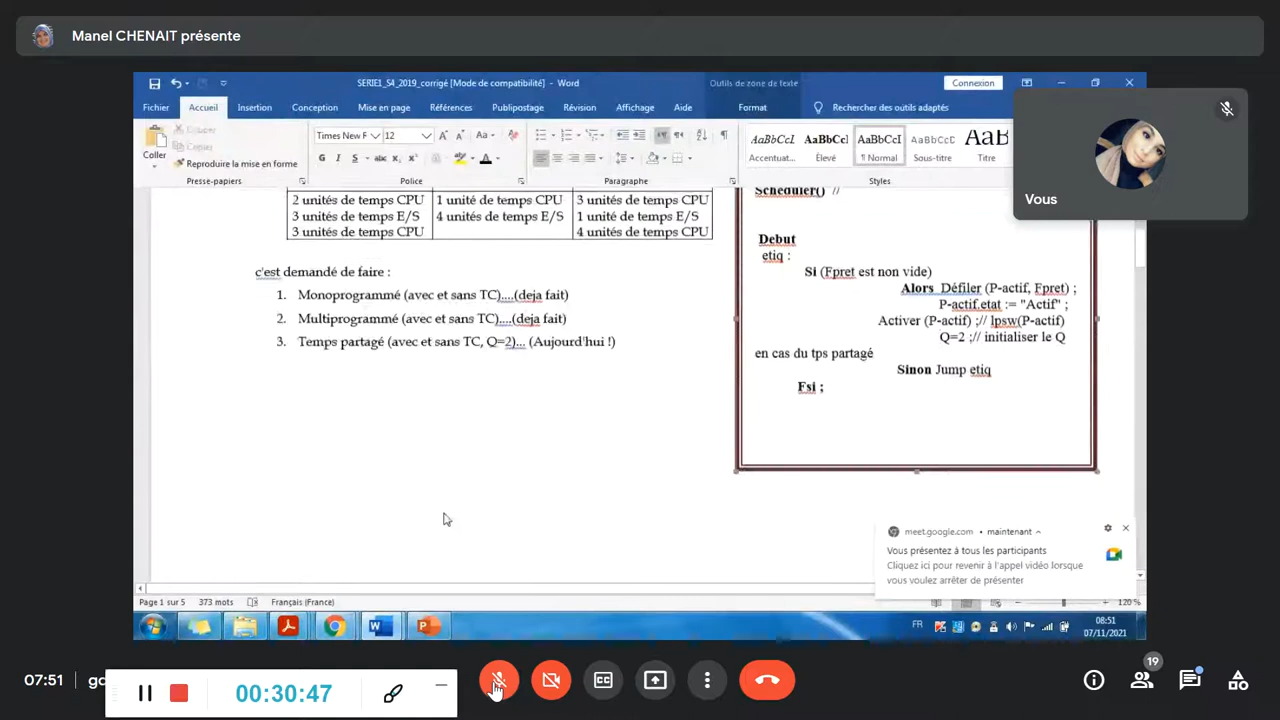 Manel CHENAIT présente
SERIE1_S4_2019_corrigé [Mode de compatibilité] - Word
Outils de zone de texte
Connexion
Fichier Accueil Insertion Conception Mise en page Références Publipostage Révision Affichage Aide Format Rechercher des outils adaptés
Coller
Couper
Copier
Reproduire la mise en forme
Times New F 12
Aa
G I S abc x₂ x² A
AaBbCcI AaBbCcl AaBbCcI AaBbCcD AaB
Accentuat... Élevé ¶ Normal Sous-titre Titre
Presse-papiers Police Paragraphe Styles
Vous
2 unités de temps CPU 1 unité de temps CPU 3 unités de temps CPU
3 unités de temps E/S 4 unités de temps E/S 1 unité de temps E/S
3 unités de temps CPU 4 unités de temps CPU
c'est demandé de faire :
1. Monoprogrammé (avec et sans TC)....(deja fait)
2. Multiprogrammé (avec et sans TC)....(deja fait)
3. Temps partagé (avec et sans TC, Q=2)... (Aujourd'hui !)
Scheduler() //
Debut
etiq :
Si (Fpret est non vide)
Alors Défiler (P-actif, Fpret) ;
P-actif.etat := "Actif" ;
Activer (P-actif) ;// lpsw(P-actif)
Q=2 ;// initialiser le Q
en cas du tps partagé
Sinon Jump etiq
Fsi ;
meet.google.com • maintenant
Vous présentez à tous les participants
Cliquez ici pour revenir à l'appel vidéo lorsque
vous voulez arrêter de présenter
Page 1 sur 5 373 mots Français (France) 120 %
FR
08:51
07/11/2021
07:51
00:30:47
19